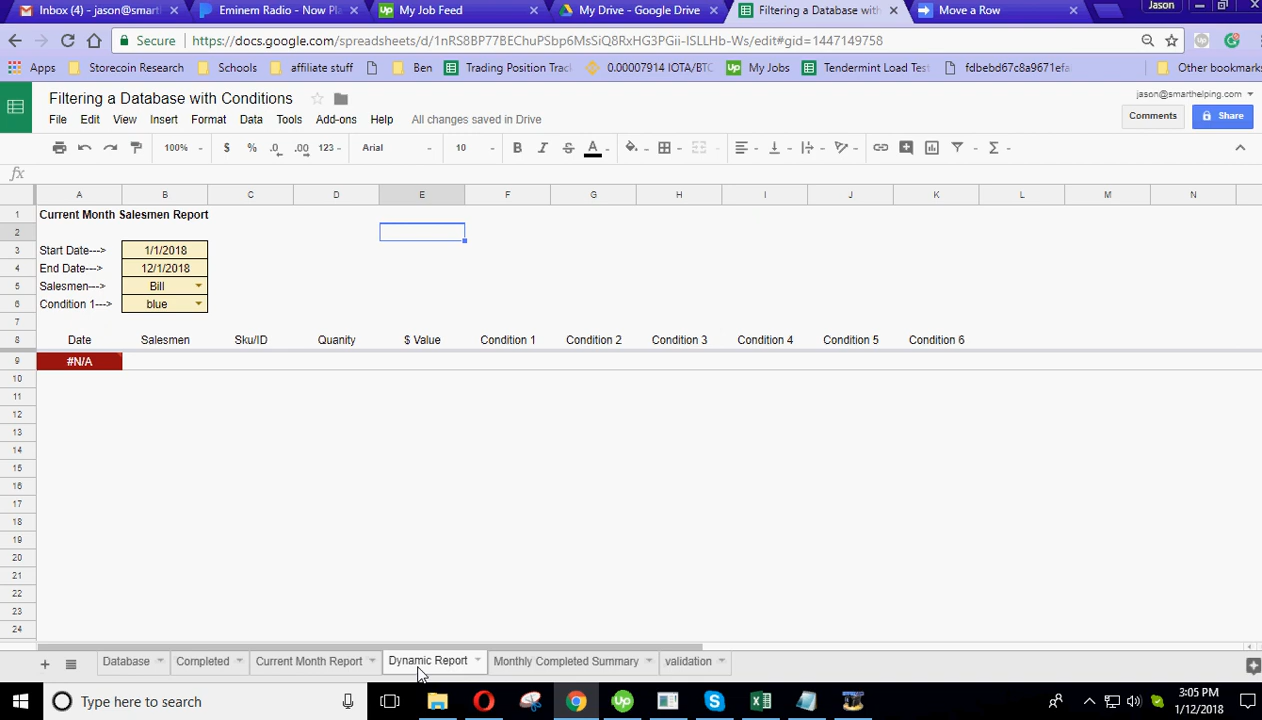 Inbox (4) - jason@smart
Eminem Radio - Now Pl
My Job Feed
My Drive - Google Drive
Filtering a Database with
Move a Row
Jason
Secure
https://docs.google.com/spreadsheets/d/1nRS8BP77BEChuPSbp6MsSiQ8RxHG3PGii-ISLLHb-Ws/edit#gid=1447149758
Apps
Storecoin Research
Schools
affiliate stuff
Ben
Trading Position Trac
0.00007914 IOTA/BTC
My Jobs
Tendermint Load Test
fdbebd67c8a9671ef
Other bookmarks
Filtering a Database with Conditions
jason@smarthelping.com
File Edit View Insert Format Data Tools Add-ons Help All changes saved in Drive
Comments
Share
100% $ % .0 .00 123 Arial 10 B I S A
fx
A B C D E F G H I J K L M N
1 Current Month Salesmen Report
2
3 Start Date---> 1/1/2018
4 End Date---> 12/1/2018
5 Salesmen---> Bill
6 Condition 1---> blue
7
8 Date Salesmen Sku/ID Quanity $ Value Condition 1 Condition 2 Condition 3 Condition 4 Condition 5 Condition 6
9 #N/A
10
11
12
13
14
15
16
17
18
19
20
21
22
23
24
Database Completed Current Month Report Dynamic Report Monthly Completed Summary validation
Type here to search
3:05 PM
1/12/2018